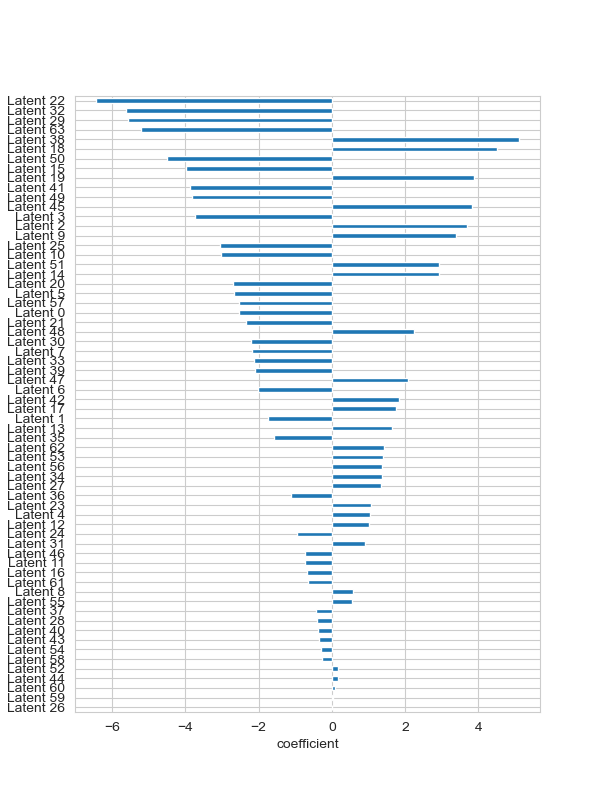 Latent 22
Latent 32
Latent 29
Latent 63
Latent 38
Latent 18
Latent 50
Latent 15
Latent 19
Latent 41
Latent 49
Latent 45
Latent 3
Latent 2
Latent 9
Latent 25
Latent 10
Latent 51
Latent 14
Latent 20
Latent 5
Latent 57
Latent 0
Latent 21
Latent 48
Latent 30
Latent 7
Latent 33
Latent 39
Latent 47
Latent 6
Latent 42
Latent 17
Latent 1
Latent 13
Latent 35
Latent 62
Latent 53
Latent 56
Latent 34
Latent 27
Latent 36
Latent 23
Latent 4
Latent 12
Latent 24
Latent 31
Latent 46
Latent 11
Latent 16
Latent 61
Latent 8
Latent 55
Latent 37
Latent 28
Latent 40
Latent 43
Latent 54
Latent 58
Latent 52
Latent 44
Latent 60
Latent 59
Latent 26
−6 −4 −2 0 2 4
coefficient